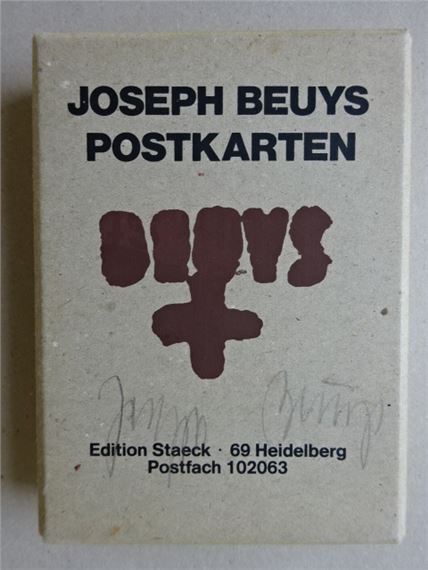 JOSEPH BEUYS
POSTKARTEN
BEUYS
Joseph Beuys
Edition Staeck · 69 Heidelberg
Postfach 102063